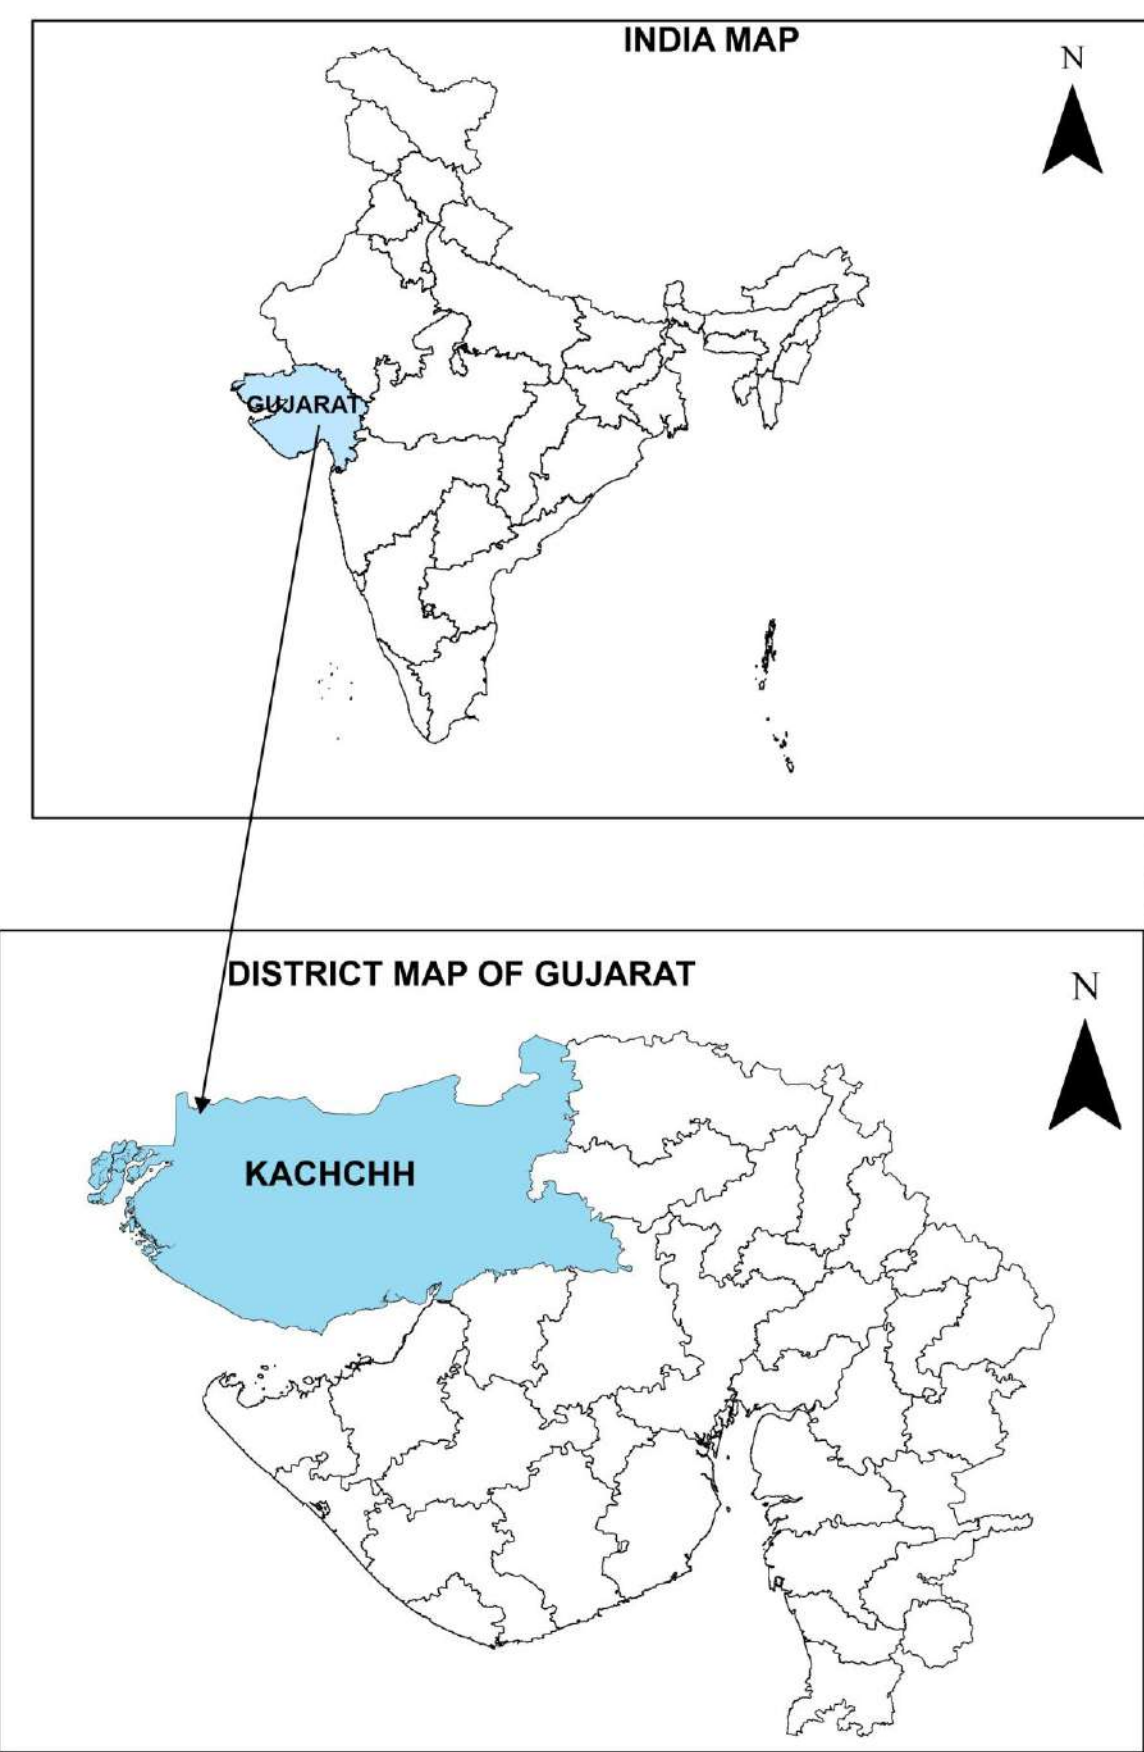 INDIA MAP
N
GUJARAT
DISTRICT MAP OF GUJARAT
N
KACHCHH